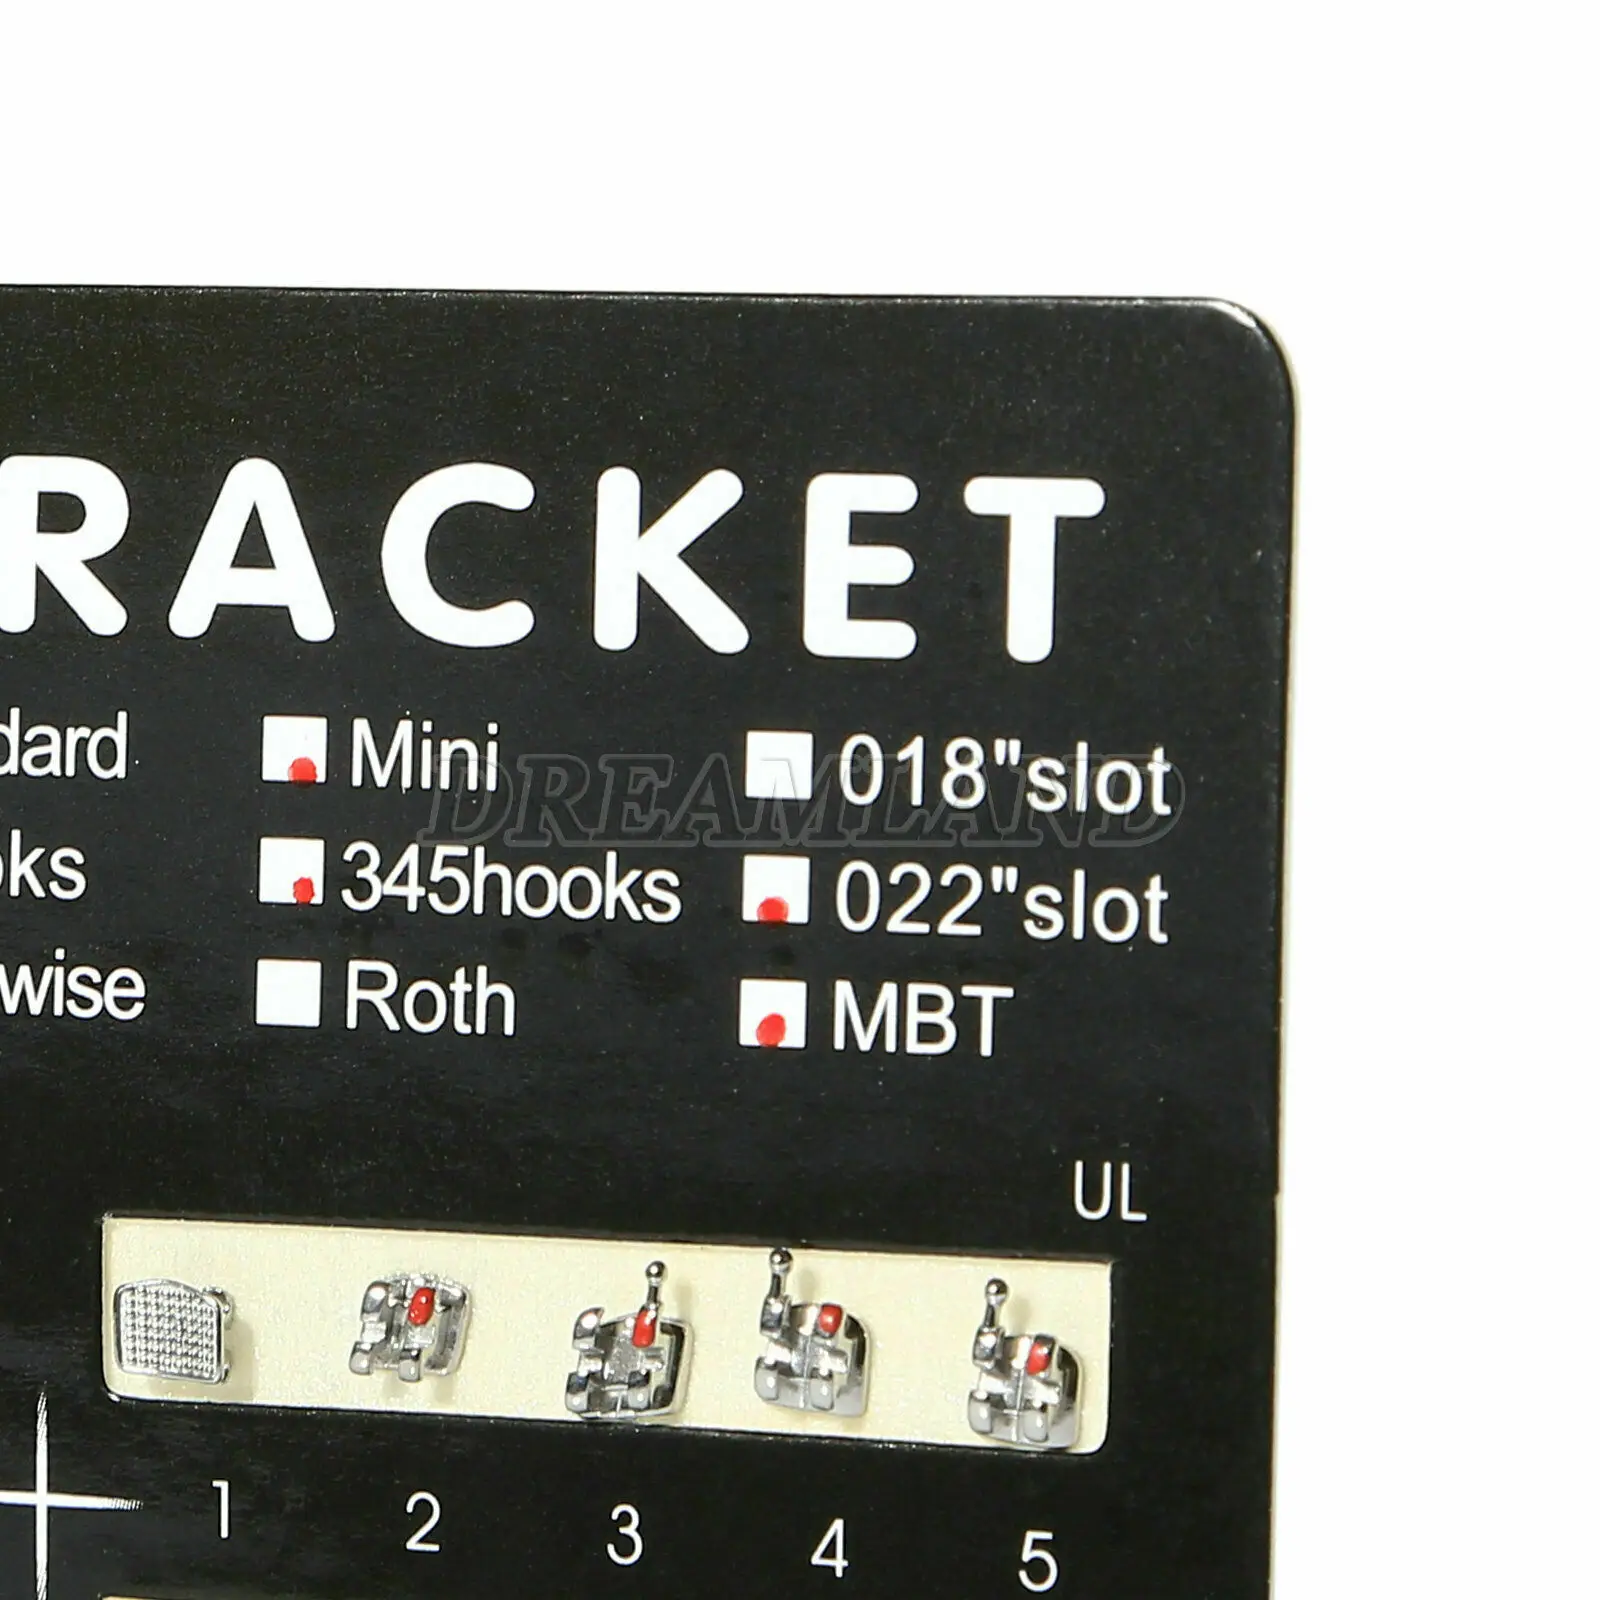 RACKET
dard Mini 018"slot
DREAMLAND
oks 345hooks 022"slot
wise Roth MBT
UL
1 2 3 4 5